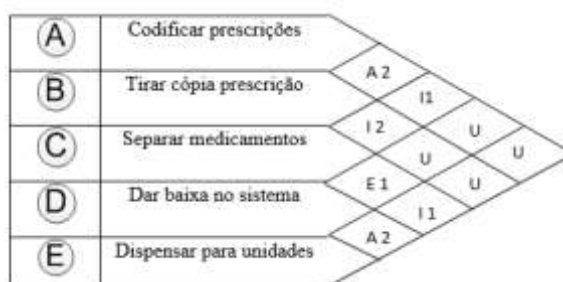 A Codificar prescrições
B Tirar cópia prescrição
C Separar medicamentos
D Dar baixa no sistema
E Dispensar para unidades
A 2
I1
I 2
U
U
U
E 1
U
I 1
A 2